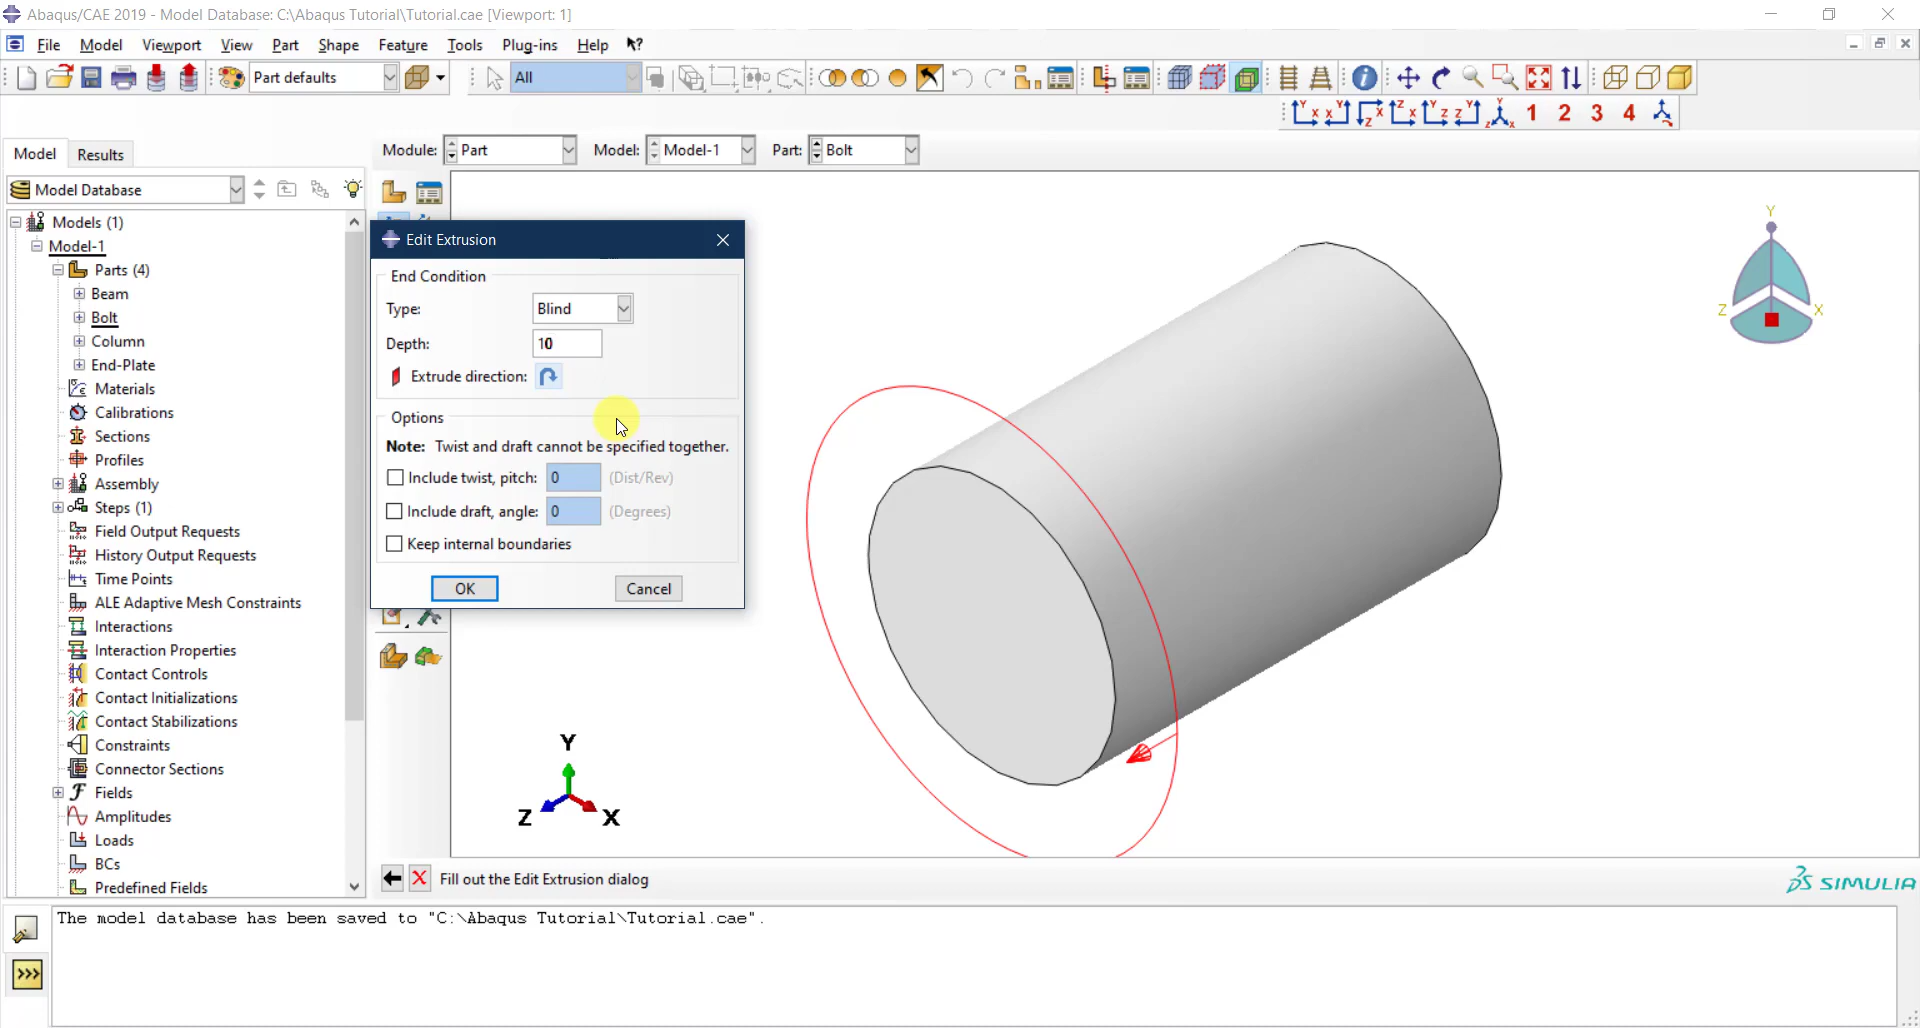 Abaqus/CAE 2019 - Model Database: C:\Abaqus Tutorial\Tutorial.cae [Viewport: 1]
File Model Viewport View Part Shape Feature Tools Plug-ins Help
Part defaults All
1 2 3 4
Model Results
Module: Part Model: Model-1 Part: Bolt
Model Database
Models (1)
Model-1
Parts (4)
Beam
Bolt
Column
End-Plate
Materials
Calibrations
Sections
Profiles
Assembly
Steps (1)
Field Output Requests
History Output Requests
Time Points
ALE Adaptive Mesh Constraints
Interactions
Interaction Properties
Contact Controls
Contact Initializations
Contact Stabilizations
Constraints
Connector Sections
Fields
Amplitudes
Loads
BCs
Predefined Fields
Edit Extrusion
End Condition
Type: Blind
Depth: 10
Extrude direction:
Options
Note: Twist and draft cannot be specified together.
Include twist, pitch: 0 (Dist/Rev)
Include draft, angle: 0 (Degrees)
Keep internal boundaries
OK Cancel
Y
Z X
Y
Z X
Fill out the Edit Extrusion dialog
SIMULIA
The model database has been saved to "C:\Abaqus Tutorial\Tutorial.cae".
>>>